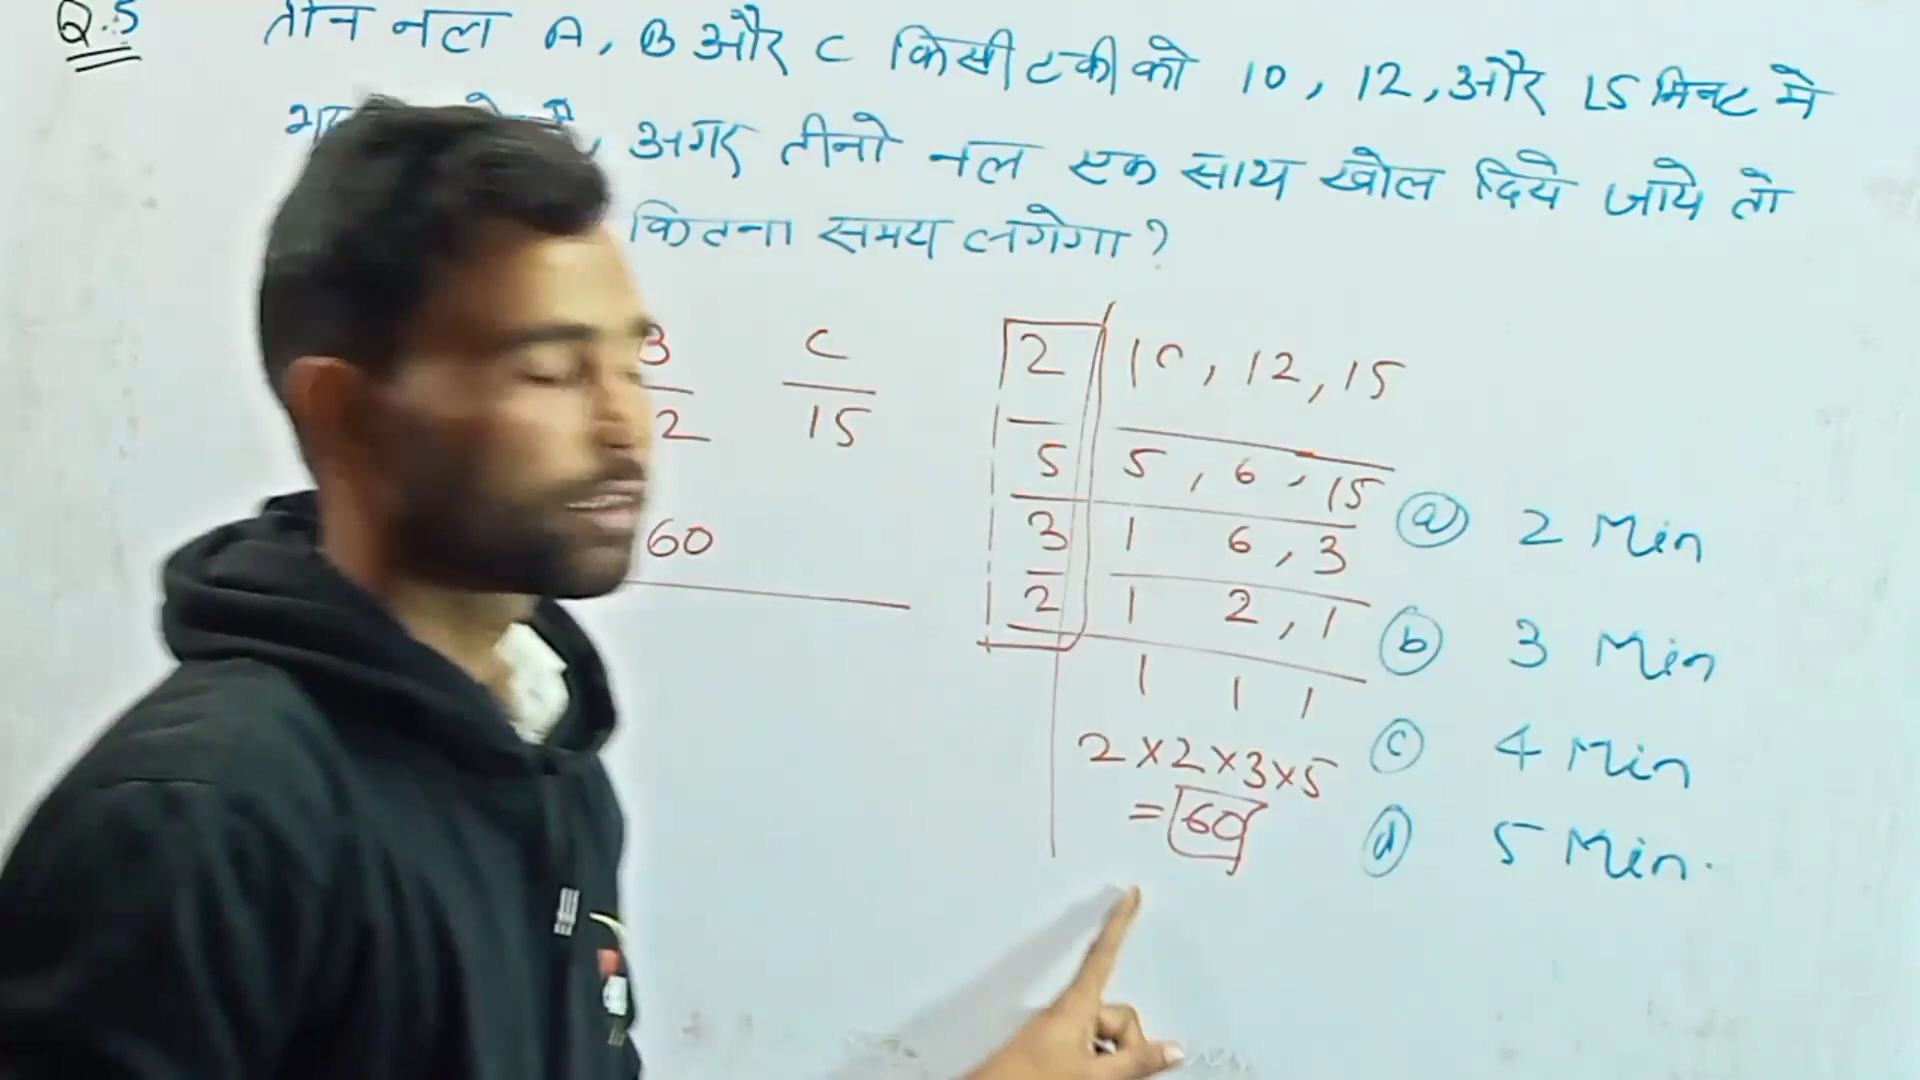 Q.5 तीन नल A, B और C किसी टंकी को 10, 12, और 15 मिनट मे
अगर तीनो नल एक साथ खोल दिये जाये तो
कितना समय लगेगा ?
B C
2 15
60
2 10, 12, 15
5 5, 6, 15
3 1 6, 3
2 1 2, 1
1 1 1
2×2×3×5
= 60
(a) 2 Min
(b) 3 Min
(c) 4 Min
(d) 5 Min.